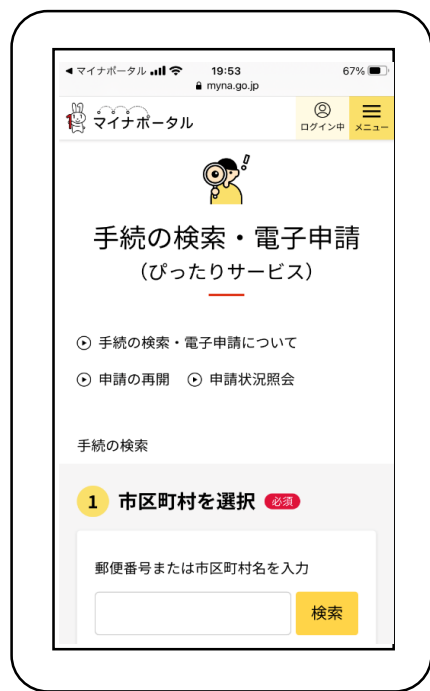 ◀マイナポータル 19:53 67%
myna.go.jp
マイナポータル
ログイン中 メニュー
手続の検索・電子申請
（ぴったりサービス）
手続の検索・電子申請について
申請の再開 申請状況照会
手続の検索
1 市区町村を選択 必須
郵便番号または市区町村名を入力
検索